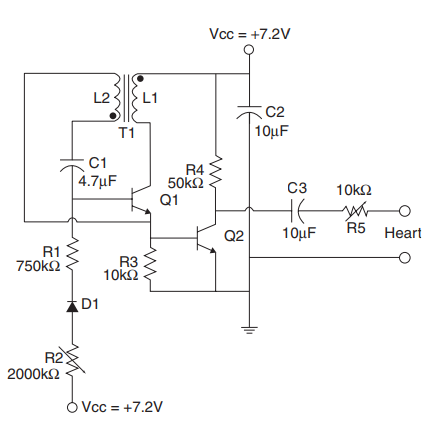 Vcc = +7.2V
L2
L1
T1
C2
10μF
C1
4.7μF
R4
50kΩ
Q1
C3
10kΩ
10μF
R5
Heart
Q2
R1
750kΩ
R3
10kΩ
D1
R2
2000kΩ
Vcc = +7.2V